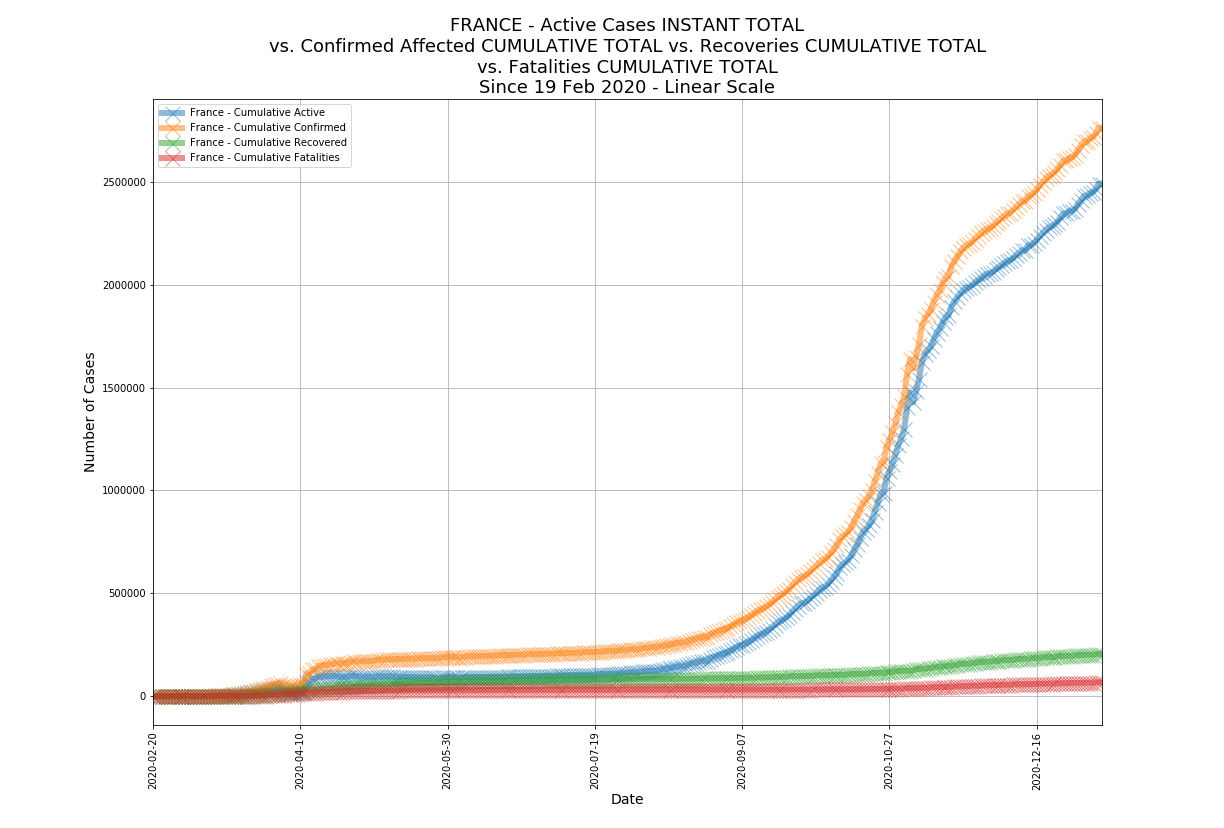 FRANCE - Active Cases INSTANT TOTAL
vs. Confirmed Affected CUMULATIVE TOTAL vs. Recoveries CUMULATIVE TOTAL
vs. Fatalities CUMULATIVE TOTAL
Since 19 Feb 2020 - Linear Scale
France - Cumulative Active
France - Cumulative Confirmed
France - Cumulative Recovered
France - Cumulative Fatalities
Number of Cases
2500000
2000000
1500000
1000000
500000
0
2020-02-20
2020-04-10
2020-05-30
2020-07-19
2020-09-07
2020-10-27
2020-12-16
Date